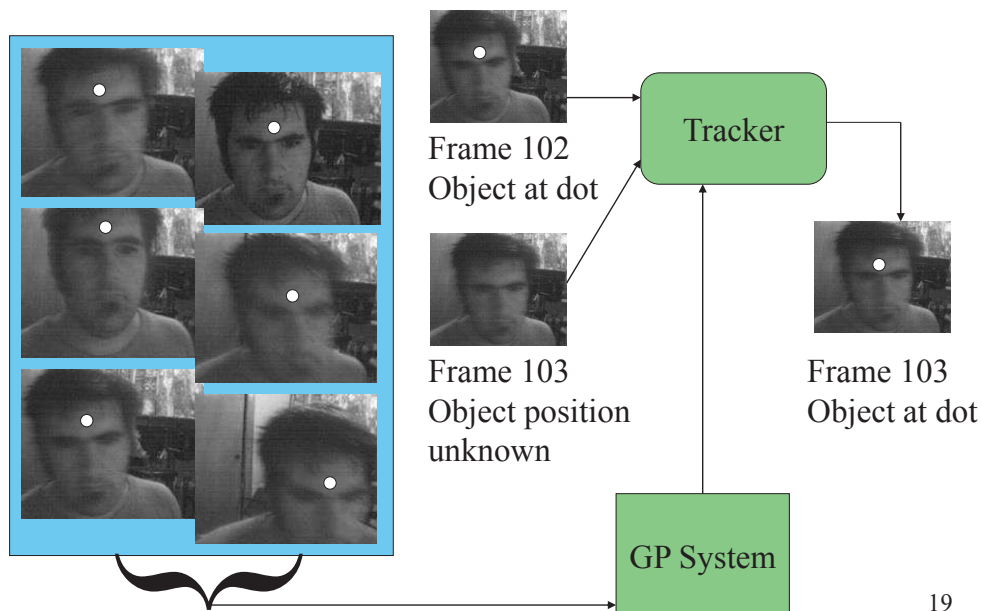 Frame 102
Object at dot
Tracker
Frame 103
Object position
unknown
Frame 103
Object at dot
GP System
19